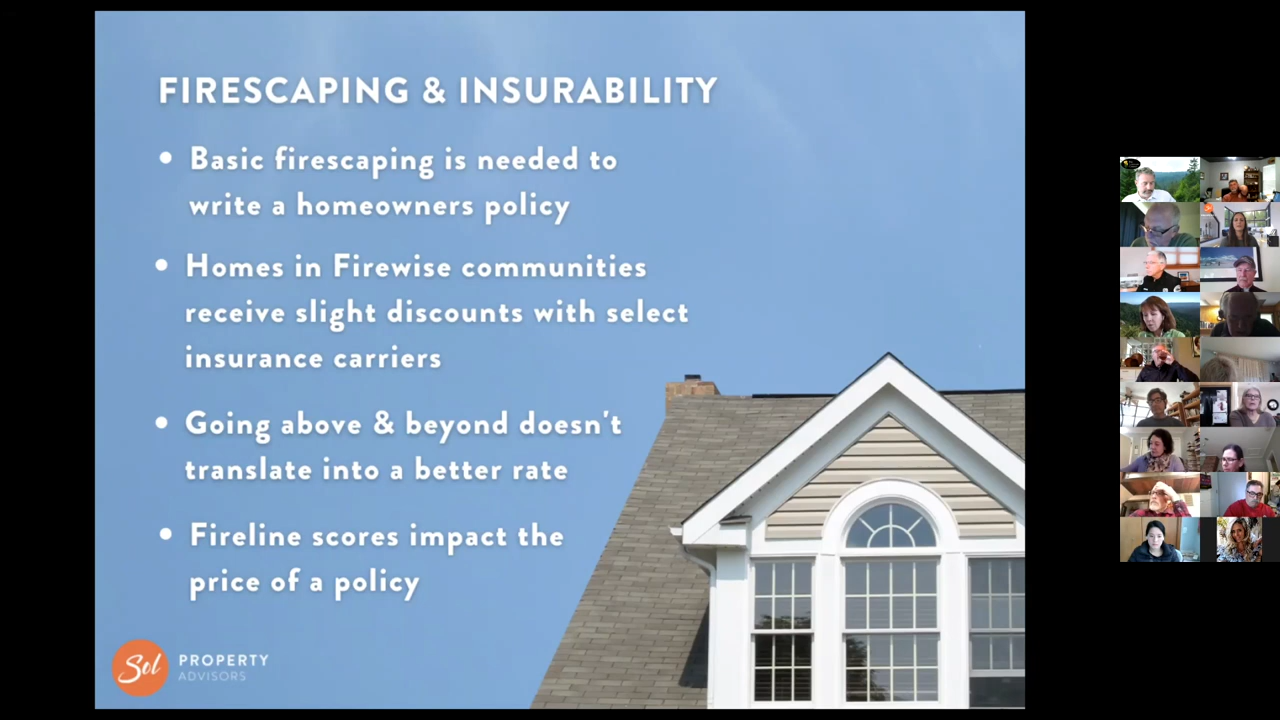 FIRESCAPING & INSURABILITY
• Basic firescaping is needed to
write a homeowners policy
• Homes in Firewise communities
receive slight discounts with select
insurance carriers
• Going above & beyond doesn't
translate into a better rate
• Fireline scores impact the
price of a policy
Sol PROPERTY
ADVISORS